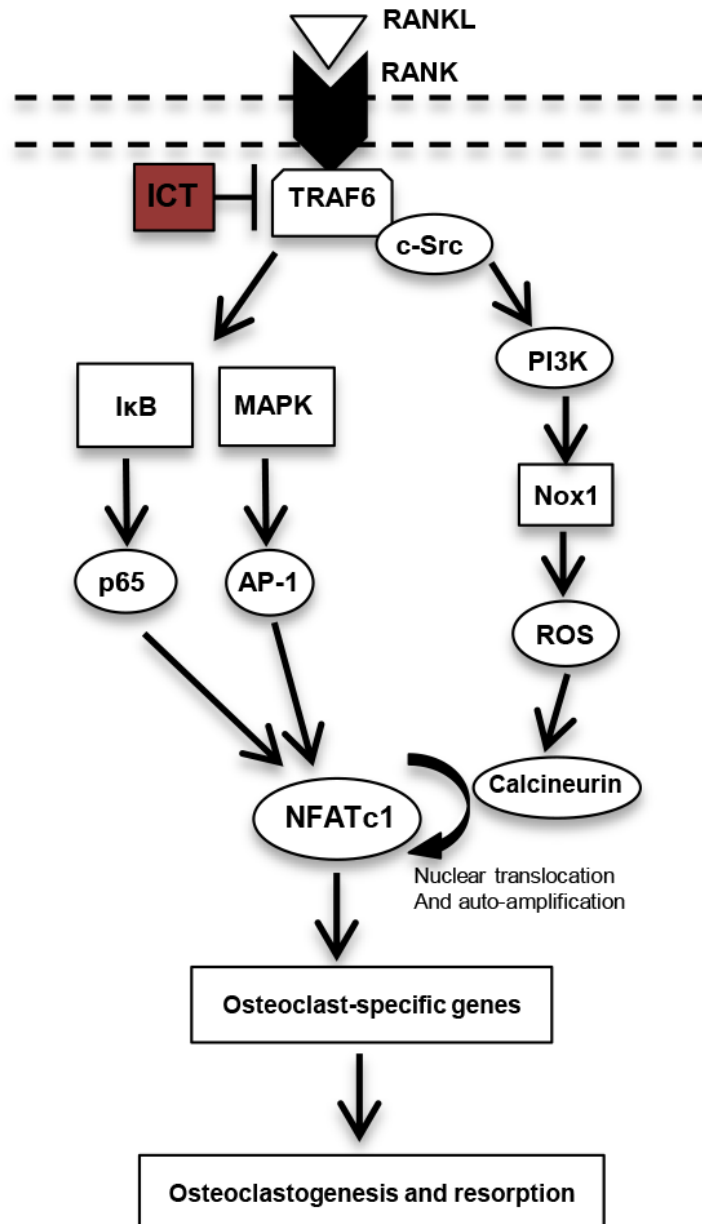 RANKL
RANK
ICT
TRAF6
c-Src
PI3K
IκB
MAPK
Nox1
p65
AP-1
ROS
Calcineurin
NFATc1
Nuclear translocation
And auto-amplification
Osteoclast-specific genes
Osteoclastogenesis and resorption